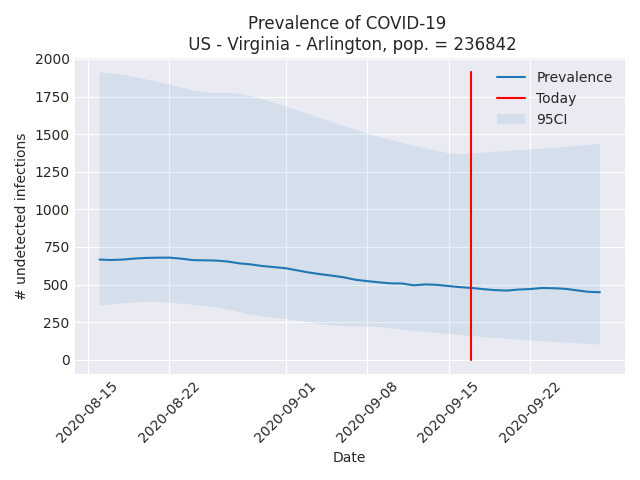 Prevalence of COVID-19
US - Virginia - Arlington, pop. = 236842
2000
1750
1500
1250
1000
750
500
250
0
# undetected infections
Prevalence
Today
95CI
2020-08-15
2020-08-22
2020-09-01
2020-09-08
2020-09-15
2020-09-22
Date